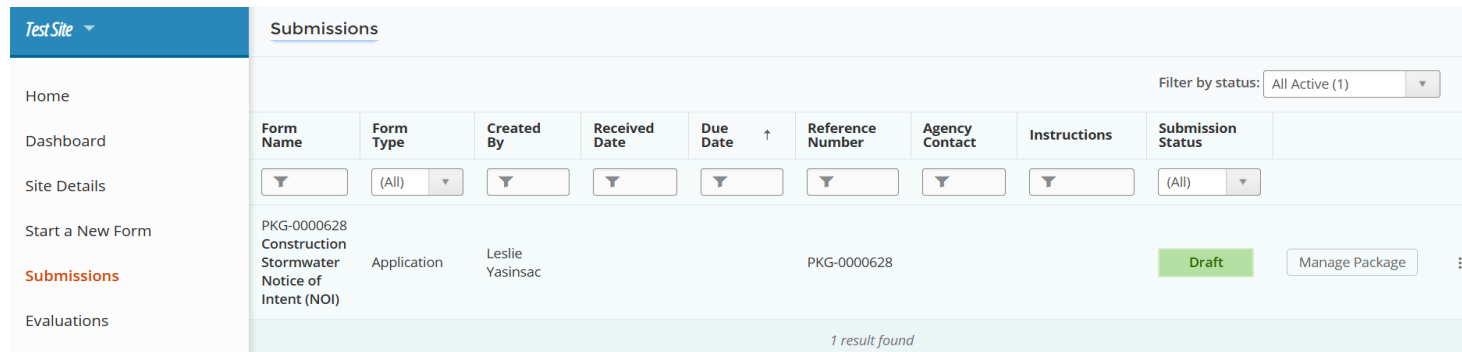 Test Site
Submissions
Filter by status: All Active (1)
Home
Dashboard
Site Details
Start a New Form
Submissions
Evaluations
Form Name
Form Type
Created By
Received Date
Due Date ↑
Reference Number
Agency Contact
Instructions
Submission Status
(All)
(All)
PKG-0000628
Construction
Stormwater
Notice of
Intent (NOI)
Application
Leslie
Yasinsac
PKG-0000628
Draft
Manage Package
1 result found